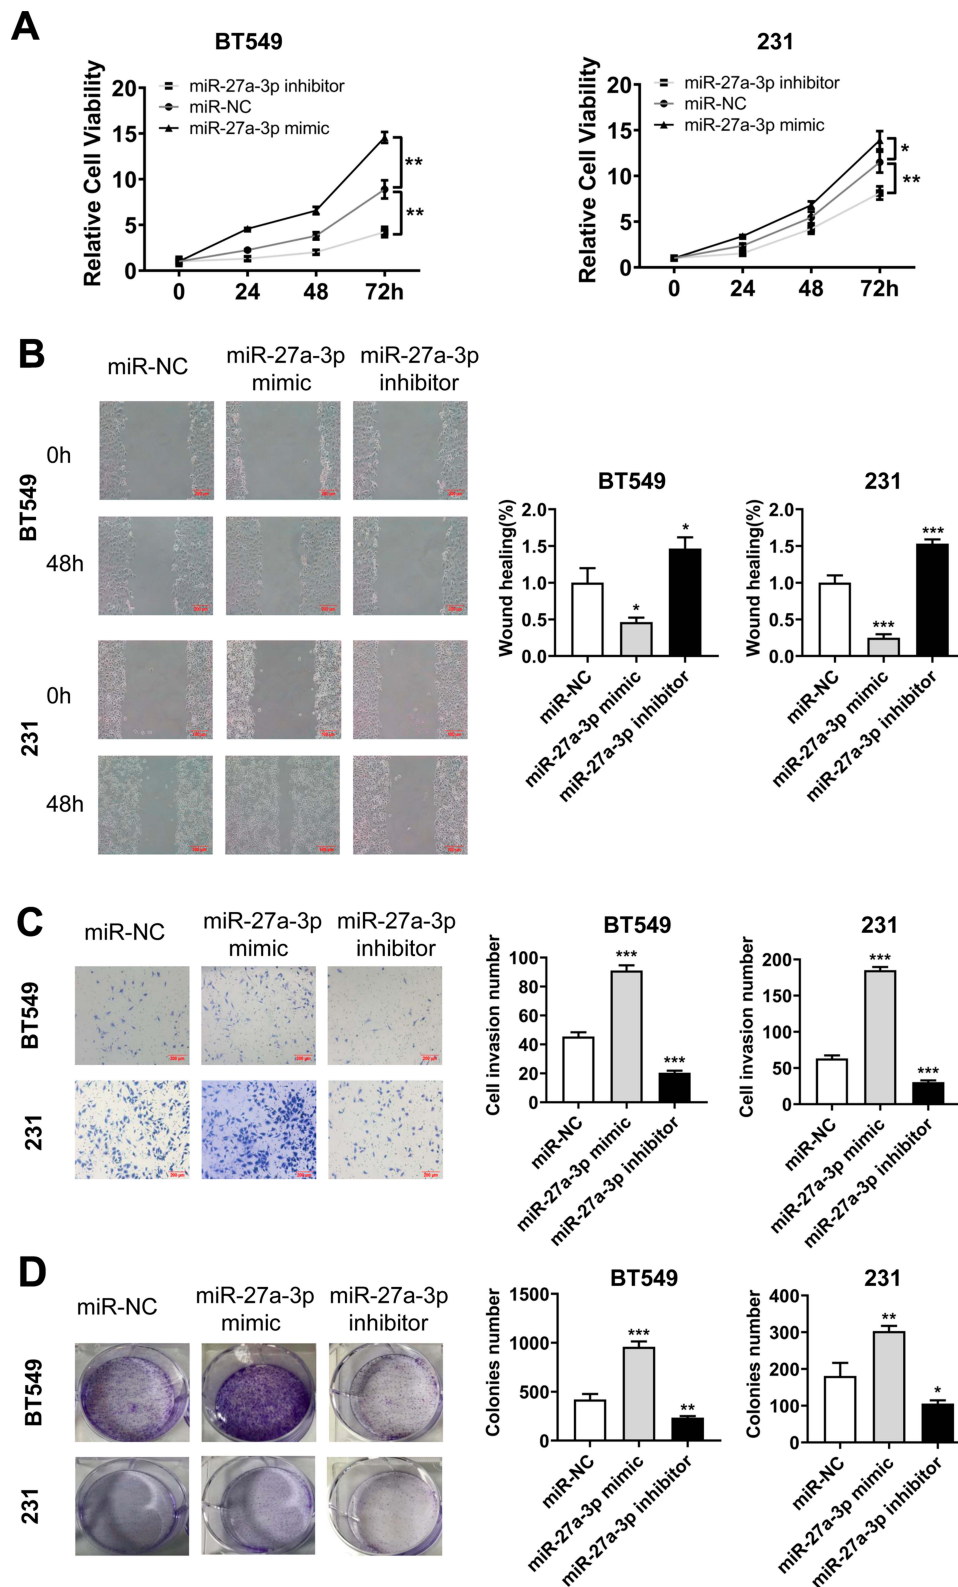 A
BT549
Relative Cell Viability
20
15
10
5
0
miR-27a-3p inhibitor
miR-NC
miR-27a-3p mimic
**
**
0 24 48 72h
231
Relative Cell Viability
20
15
10
5
0
miR-27a-3p inhibitor
miR-NC
miR-27a-3p mimic
*
**
0 24 48 72h
B
miR-NC
miR-27a-3p mimic
miR-27a-3p inhibitor
BT549
0h
48h
231
0h
48h
BT549
Wound healing(%)
2.0
1.5
1.0
0.5
0.0
*
*
miR-NC
miR-27a-3p mimic
miR-27a-3p inhibitor
231
Wound healing(%)
2.0
1.5
1.0
0.5
0.0
***
***
miR-NC
miR-27a-3p mimic
miR-27a-3p inhibitor
C
miR-NC
miR-27a-3p mimic
miR-27a-3p inhibitor
BT549
231
BT549
Cell invasion number
100
80
60
40
20
0
***
***
miR-NC
miR-27a-3p mimic
miR-27a-3p inhibitor
231
Cell invasion number
200
150
100
50
0
***
***
miR-NC
miR-27a-3p mimic
miR-27a-3p inhibitor
D
miR-NC
miR-27a-3p mimic
miR-27a-3p inhibitor
BT549
231
BT549
Colonies number
1500
1000
500
0
***
**
miR-NC
miR-27a-3p mimic
miR-27a-3p inhibitor
231
Colonies number
400
300
200
100
0
**
*
miR-NC
miR-27a-3p mimic
miR-27a-3p inhibitor